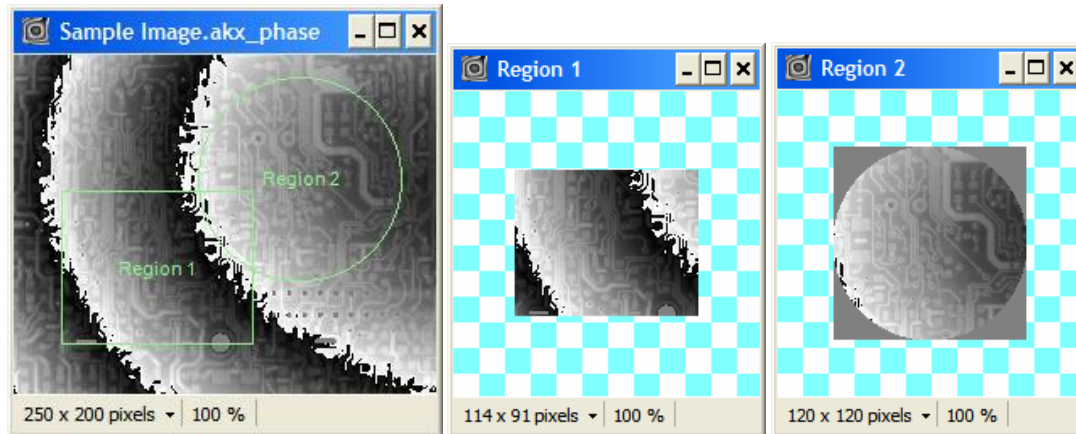 Sample Image.akx_phase
Region 2
Region 1
250 x 200 pixels
100 %
Region 1
114 x 91 pixels
100 %
Region 2
120 x 120 pixels
100 %